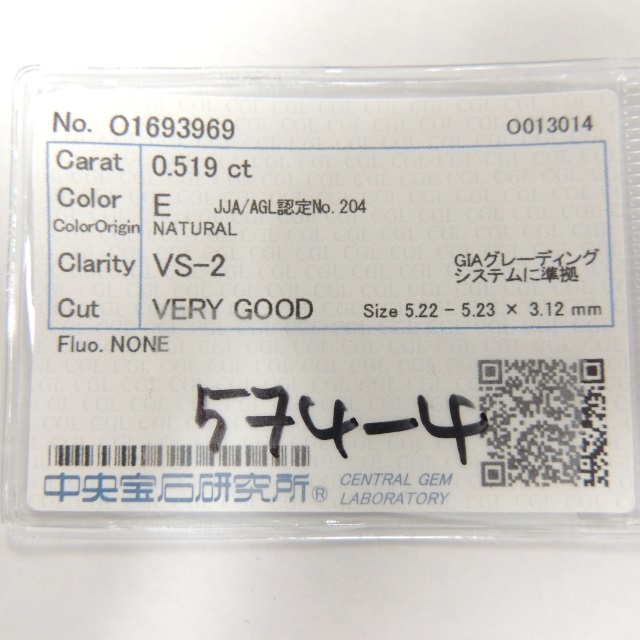 No. O1693969 O013014
Carat 0.519 ct
Color E JJA/AGL認定No.204
ColorOrigin NATURAL
Clarity VS-2 GIAグレーディング
システムに準拠
Cut VERY GOOD Size 5.22 - 5.23 × 3.12 mm
Fluo. NONE
574-4
中央宝石研究所® CENTRAL GEM
LABORATORY